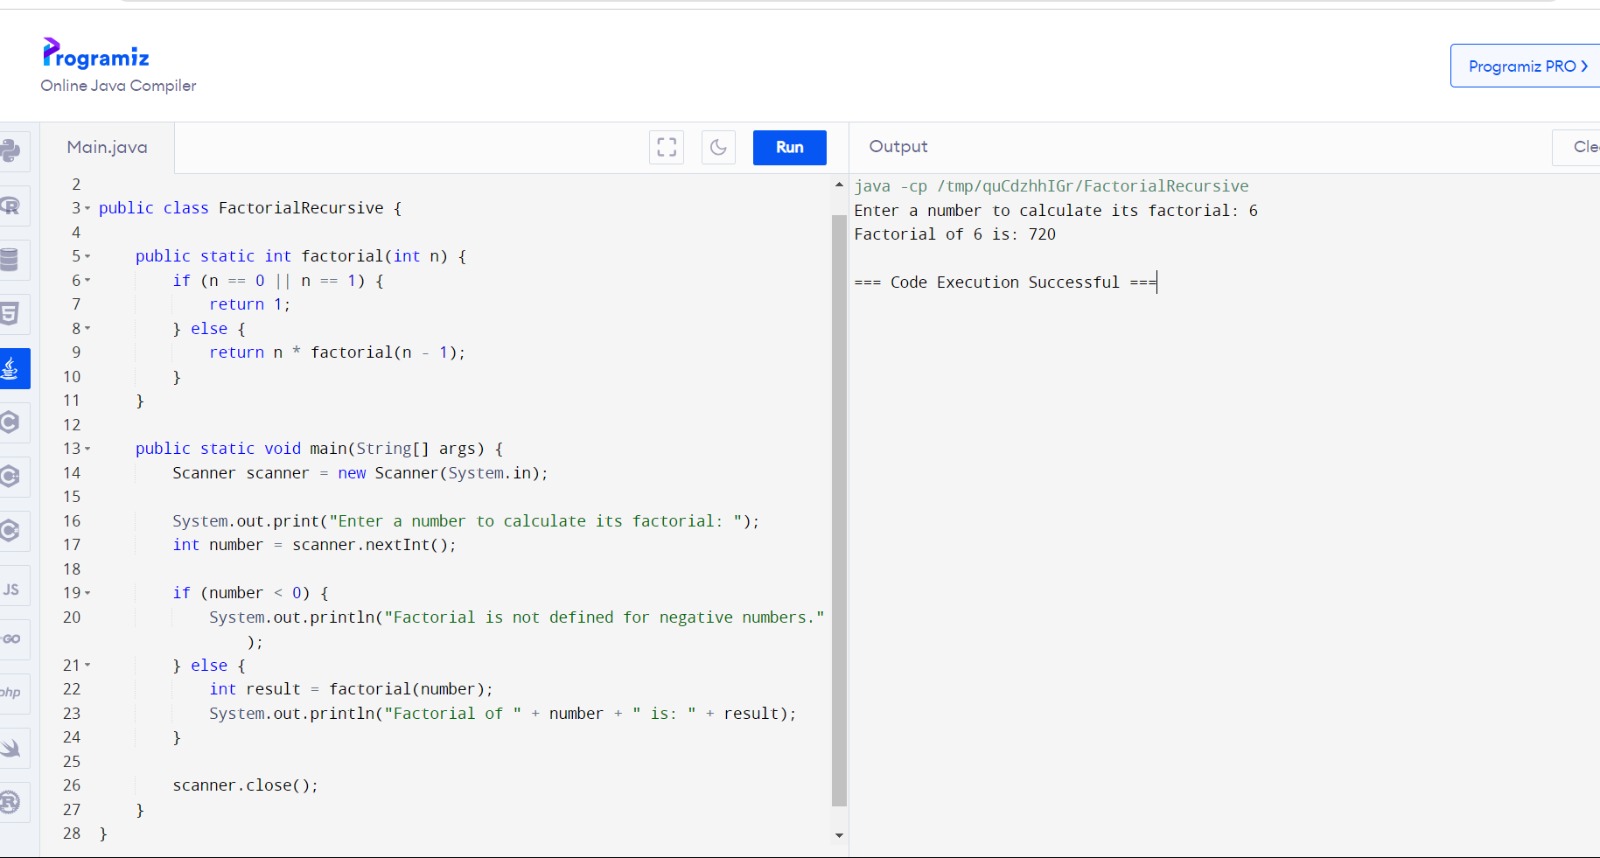 Programiz
Online Java Compiler
Programiz PRO
Main.java
Run
Output
Cle
2
3 public class FactorialRecursive {
4
5     public static int factorial(int n) {
6         if (n == 0 || n == 1) {
7             return 1;
8         } else {
9             return n * factorial(n - 1);
10         }
11     }
12
13     public static void main(String[] args) {
14         Scanner scanner = new Scanner(System.in);
15
16         System.out.print("Enter a number to calculate its factorial: ");
17         int number = scanner.nextInt();
18
19         if (number < 0) {
20             System.out.println("Factorial is not defined for negative numbers."
);
21         } else {
22             int result = factorial(number);
23             System.out.println("Factorial of " + number + " is: " + result);
24         }
25
26         scanner.close();
27     }
28 }
java -cp /tmp/quCdzhhIGr/FactorialRecursive
Enter a number to calculate its factorial: 6
Factorial of 6 is: 720
=== Code Execution Successful ===
R
5
C
C
C
JS
GO
php
R